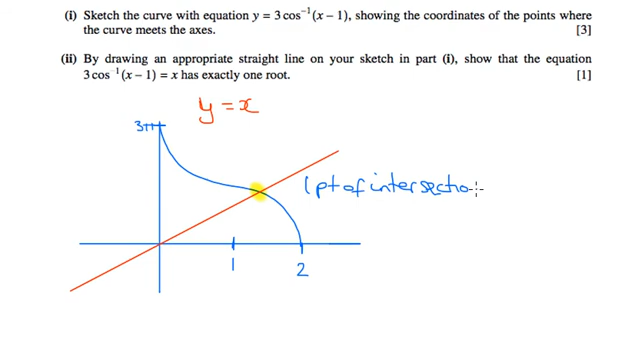 (i) Sketch the curve with equation y = 3 cos⁻¹(x − 1), showing the coordinates of the points where
the curve meets the axes. [3]
(ii) By drawing an appropriate straight line on your sketch in part (i), show that the equation
3 cos⁻¹(x − 1) = x has exactly one root. [1]
y = x
3π
1 pt of intersectio
1
2